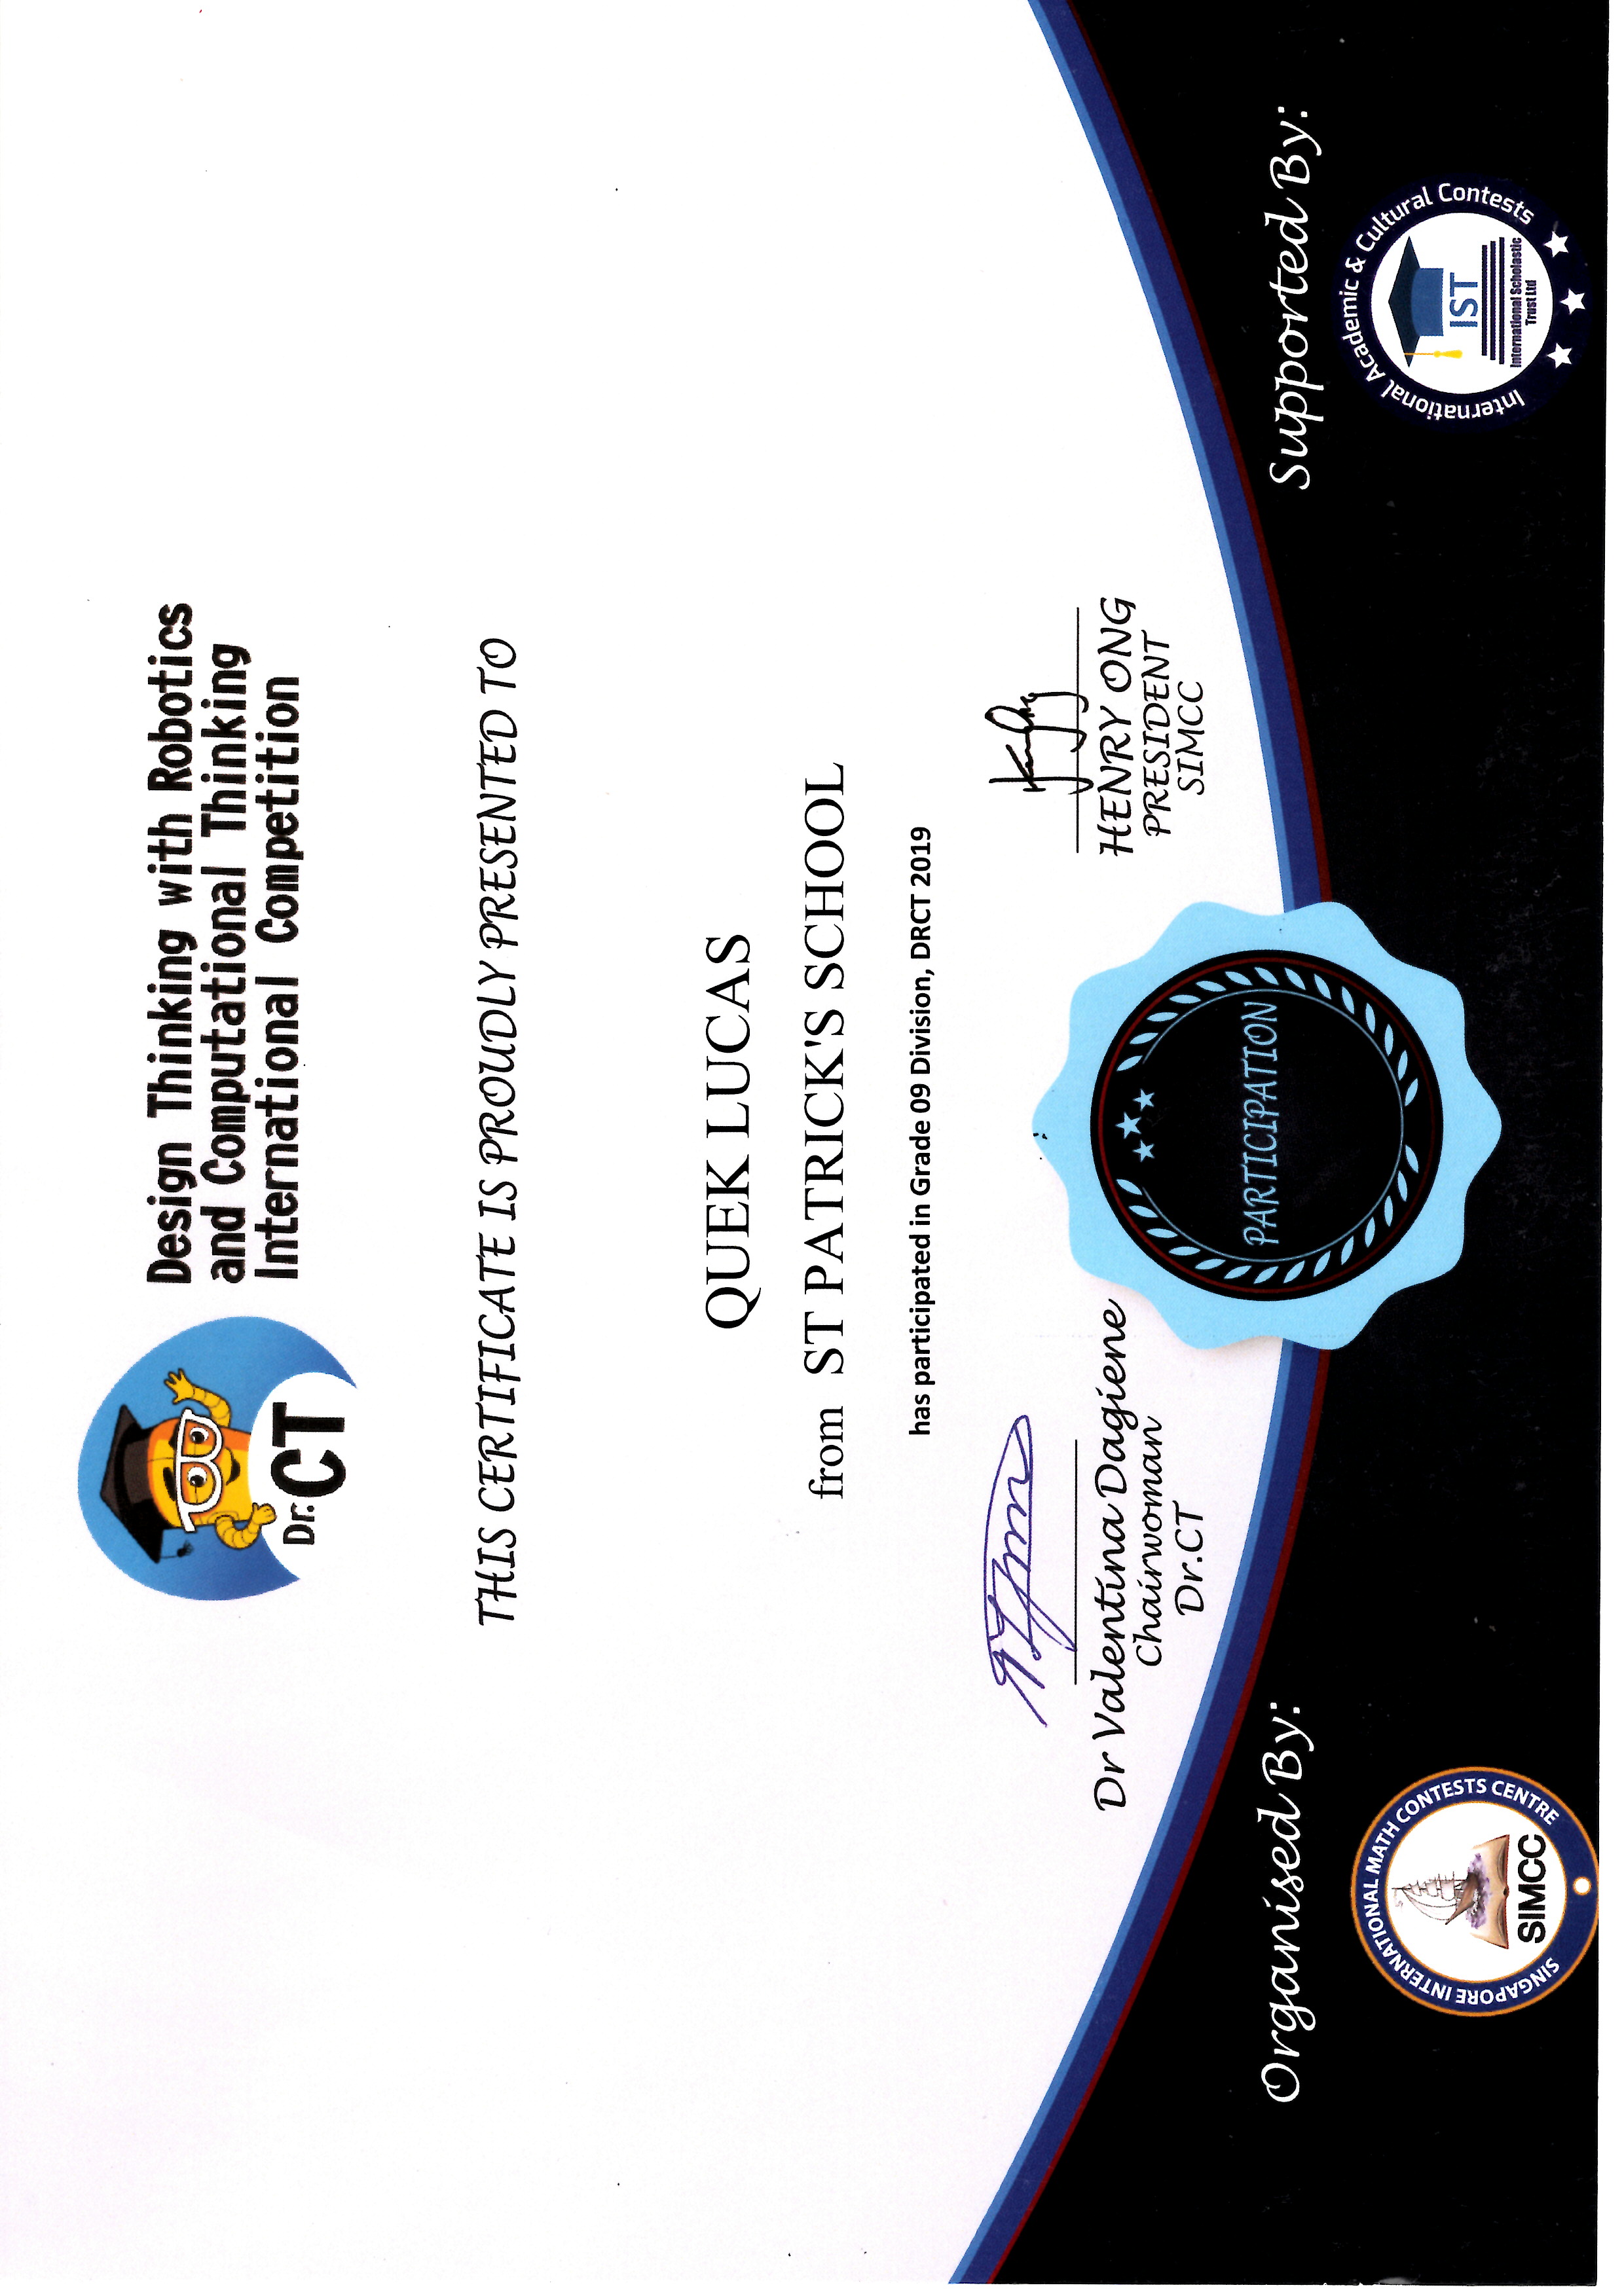 Dr. CT
Design Thinking with Robotics
and Computational Thinking
International Competition
THIS CERTIFICATE IS PROUDLY PRESENTED TO
QUEK LUCAS
from ST PATRICK'S SCHOOL
has participated in Grade 09 Division, DRCT 2019
Dr Valentina Dagiene
Chairwoman
Dr.CT
HENRY ONG
PRESIDENT
SIMCC
PARTICIPATION
Organised By:
SINGAPORE INTERNATIONAL MATH CONTESTS CENTRE
SIMCC
Supported By:
International Academic & Cultural Contests
IST
International Scholastic
Trust Ltd